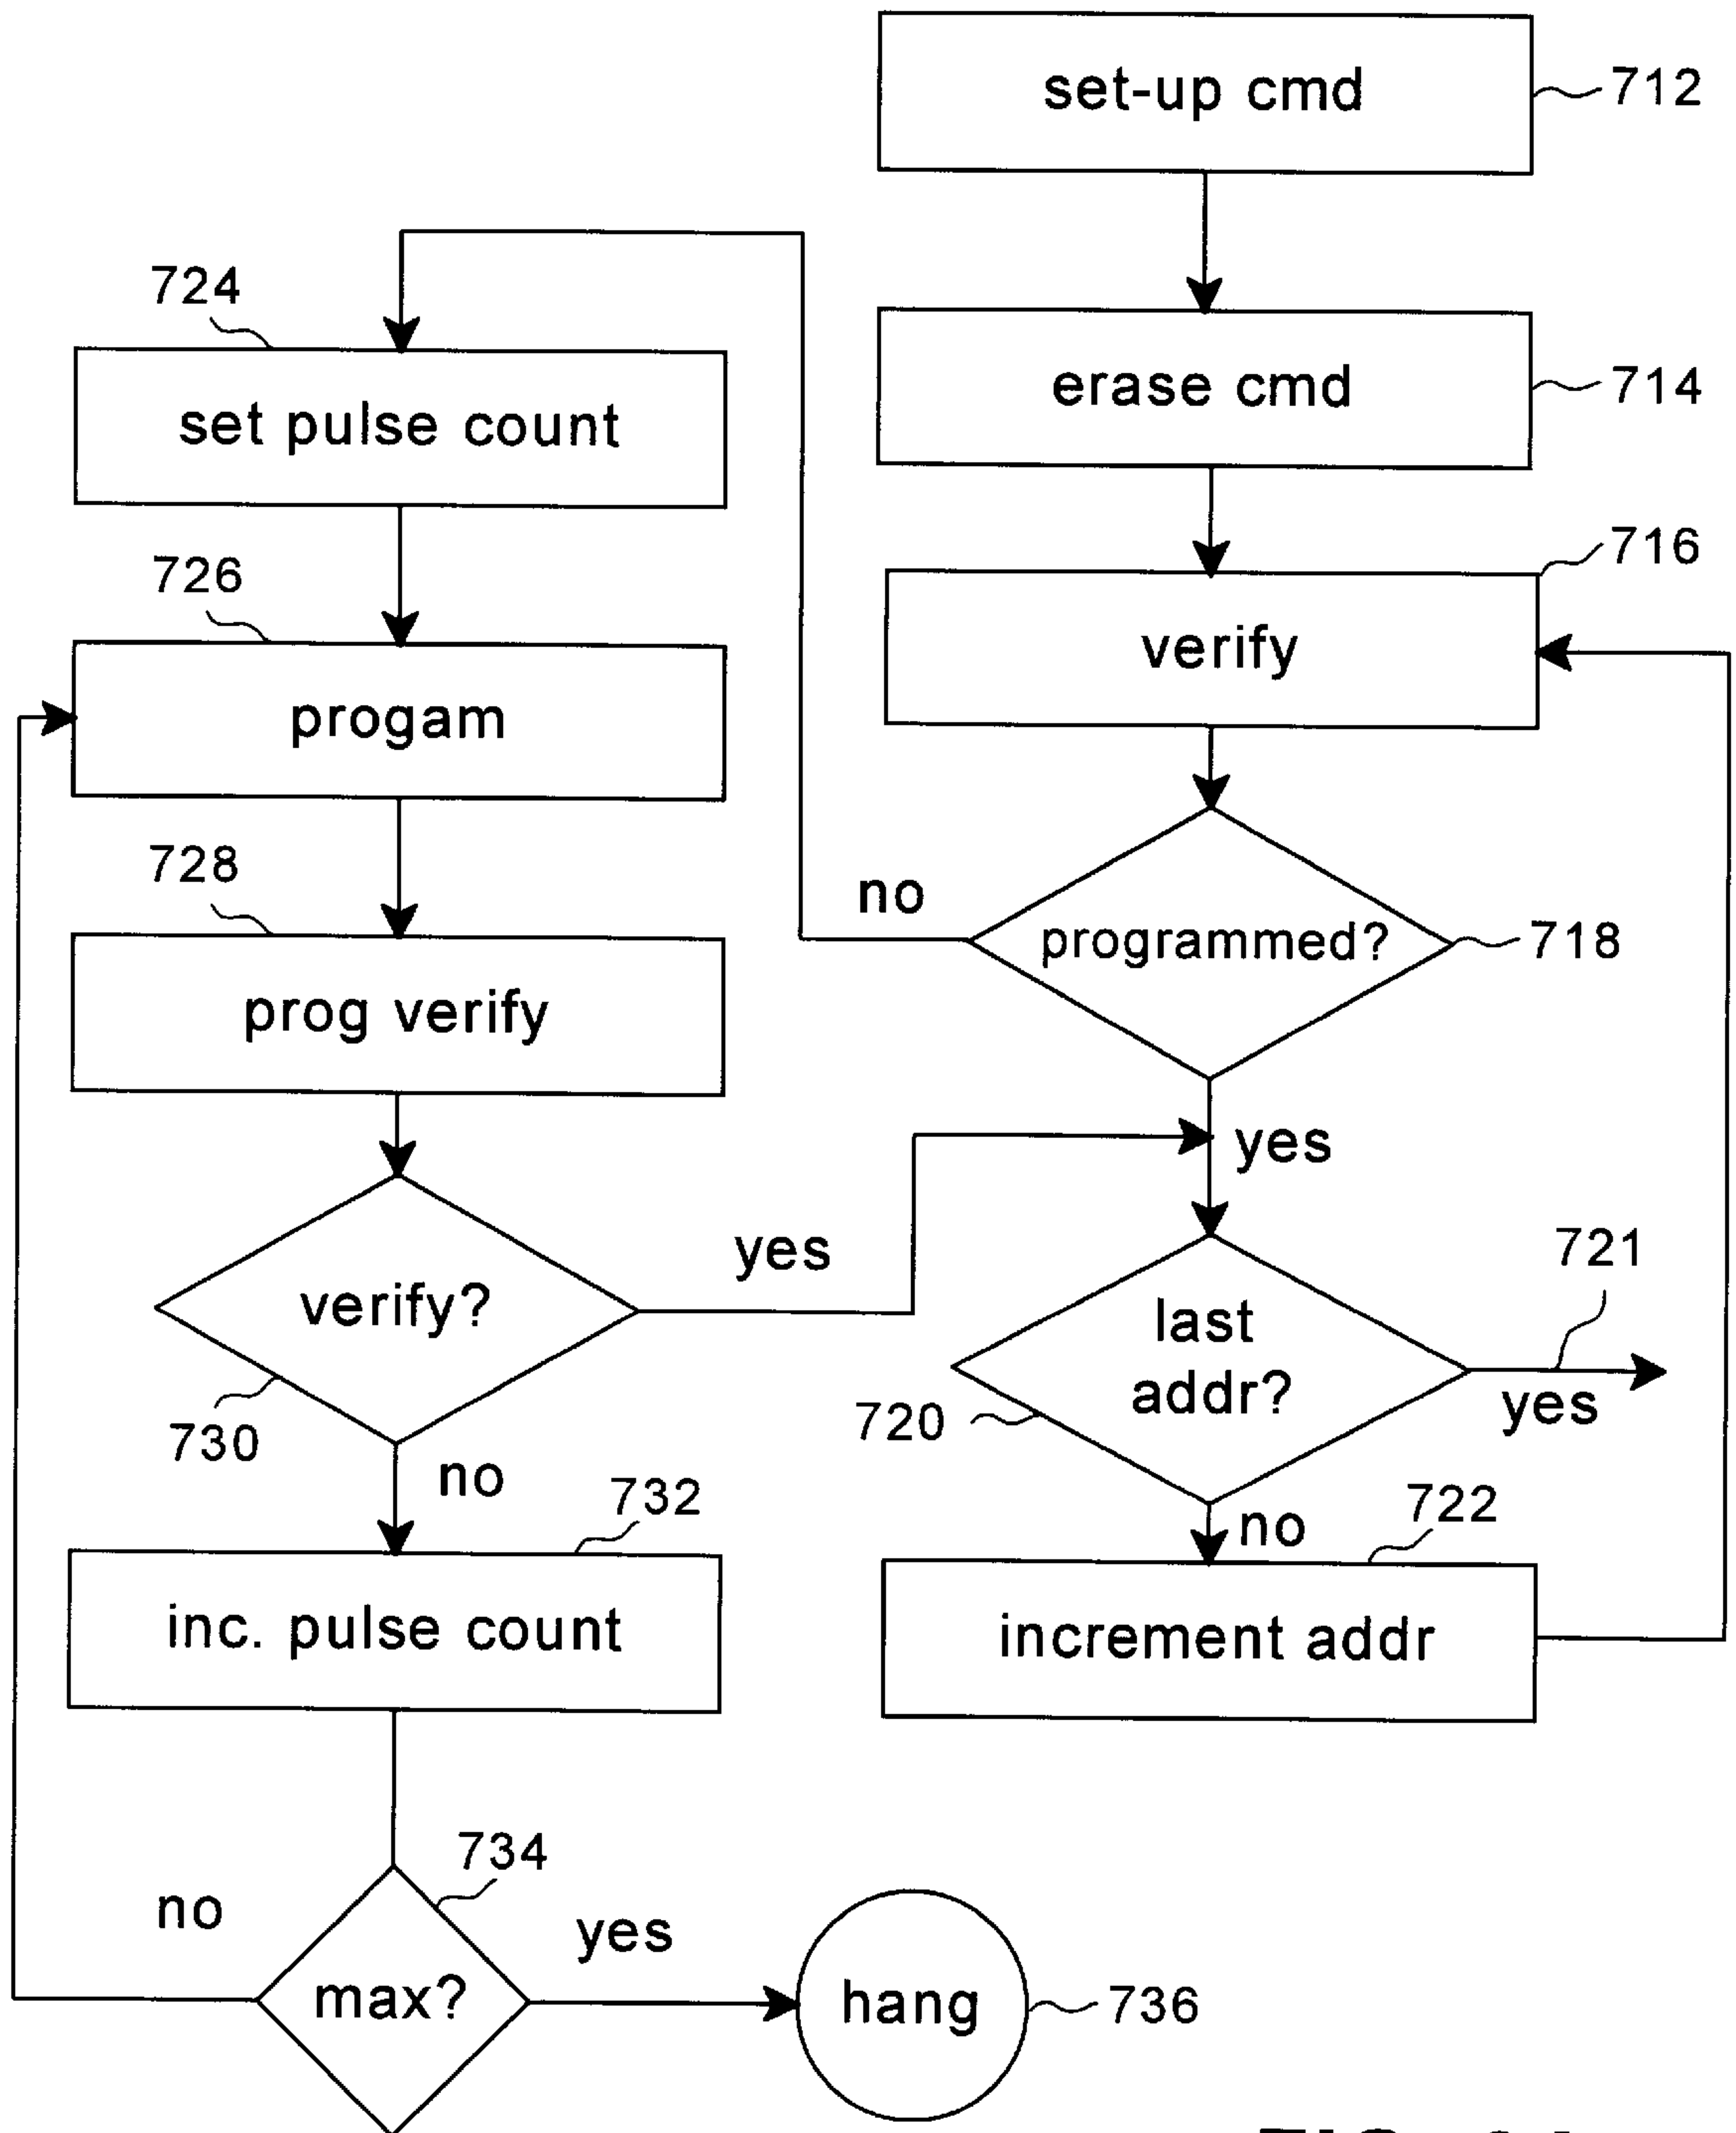 set-up cmd
712
724
erase cmd
714
set pulse count
716
726
verify
progam
728
no
programmed?
718
prog verify
yes
721
yes
verify?
last
addr?
yes
720
730
no
732
722
no
inc. pulse count
increment addr
734
no
yes
max?
hang
736